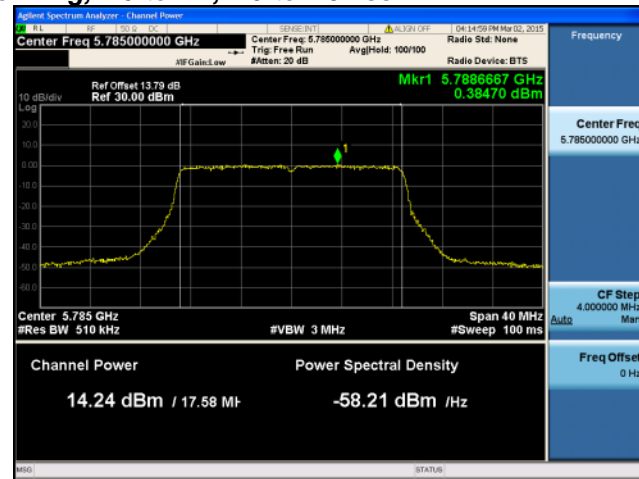 Agilent Spectrum Analyzer - Channel Power
RL RF 50 Ω DC SENSE:INT ALIGN OFF 04:14:59 PM Mar 02, 2015
Center Freq 5.785000000 GHz
Center Freq: 5.785000000 GHz
Radio Std: None
Trig: Free Run Avg|Hold: 100/100
#IFGain:Low #Atten: 20 dB Radio Device: BTS
Frequency
Ref Offset 13.79 dB
Mkr1 5.7886667 GHz
10 dB/div Ref 30.00 dBm 0.38470 dBm
Log
20.0
10.0
1
0.00
-10.0
-20.0
-30.0
-40.0
-50.0
-60.0
Center 5.785 GHz Span 40 MHz
#Res BW 510 kHz #VBW 3 MHz #Sweep 100 ms
Channel Power Power Spectral Density
14.24 dBm / 17.58 MH -58.21 dBm /Hz
Center Freq
5.785000000 GHz
CF Step
4.000000 MHz
Auto Man
Freq Offset
0 Hz
MSG STATUS